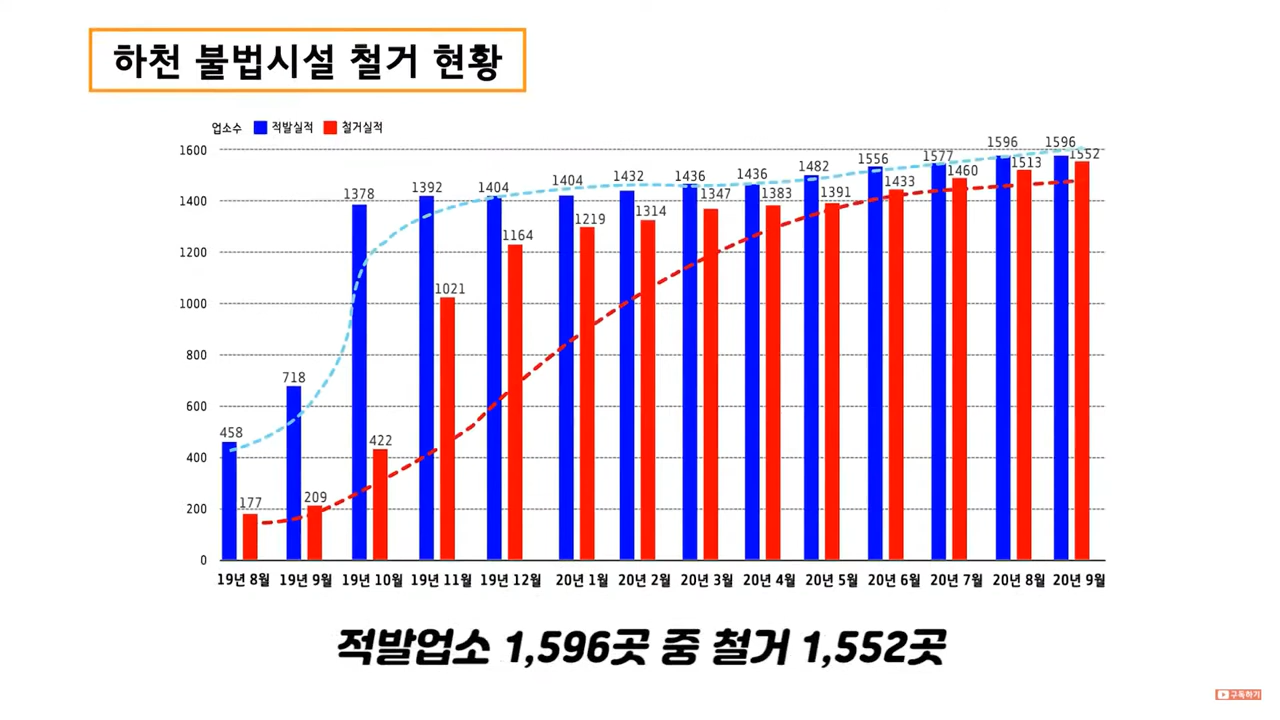 하천 불법시설 철거 현황
업소수 적발실적 철거실적
1600
1400
1200
1000
800
600
400
200
0
458 718 1378 1392 1404 1404 1432 1436 1436 1482 1556 1577 1596 1596
177 209 422 1021 1164 1219 1314 1347 1383 1391 1433 1460 1513 1552
19년 8월 19년 9월 19년 10월 19년 11월 19년 12월 20년 1월 20년 2월 20년 3월 20년 4월 20년 5월 20년 6월 20년 7월 20년 8월 20년 9월
적발업소 1,596곳 중 철거 1,552곳
구독하기